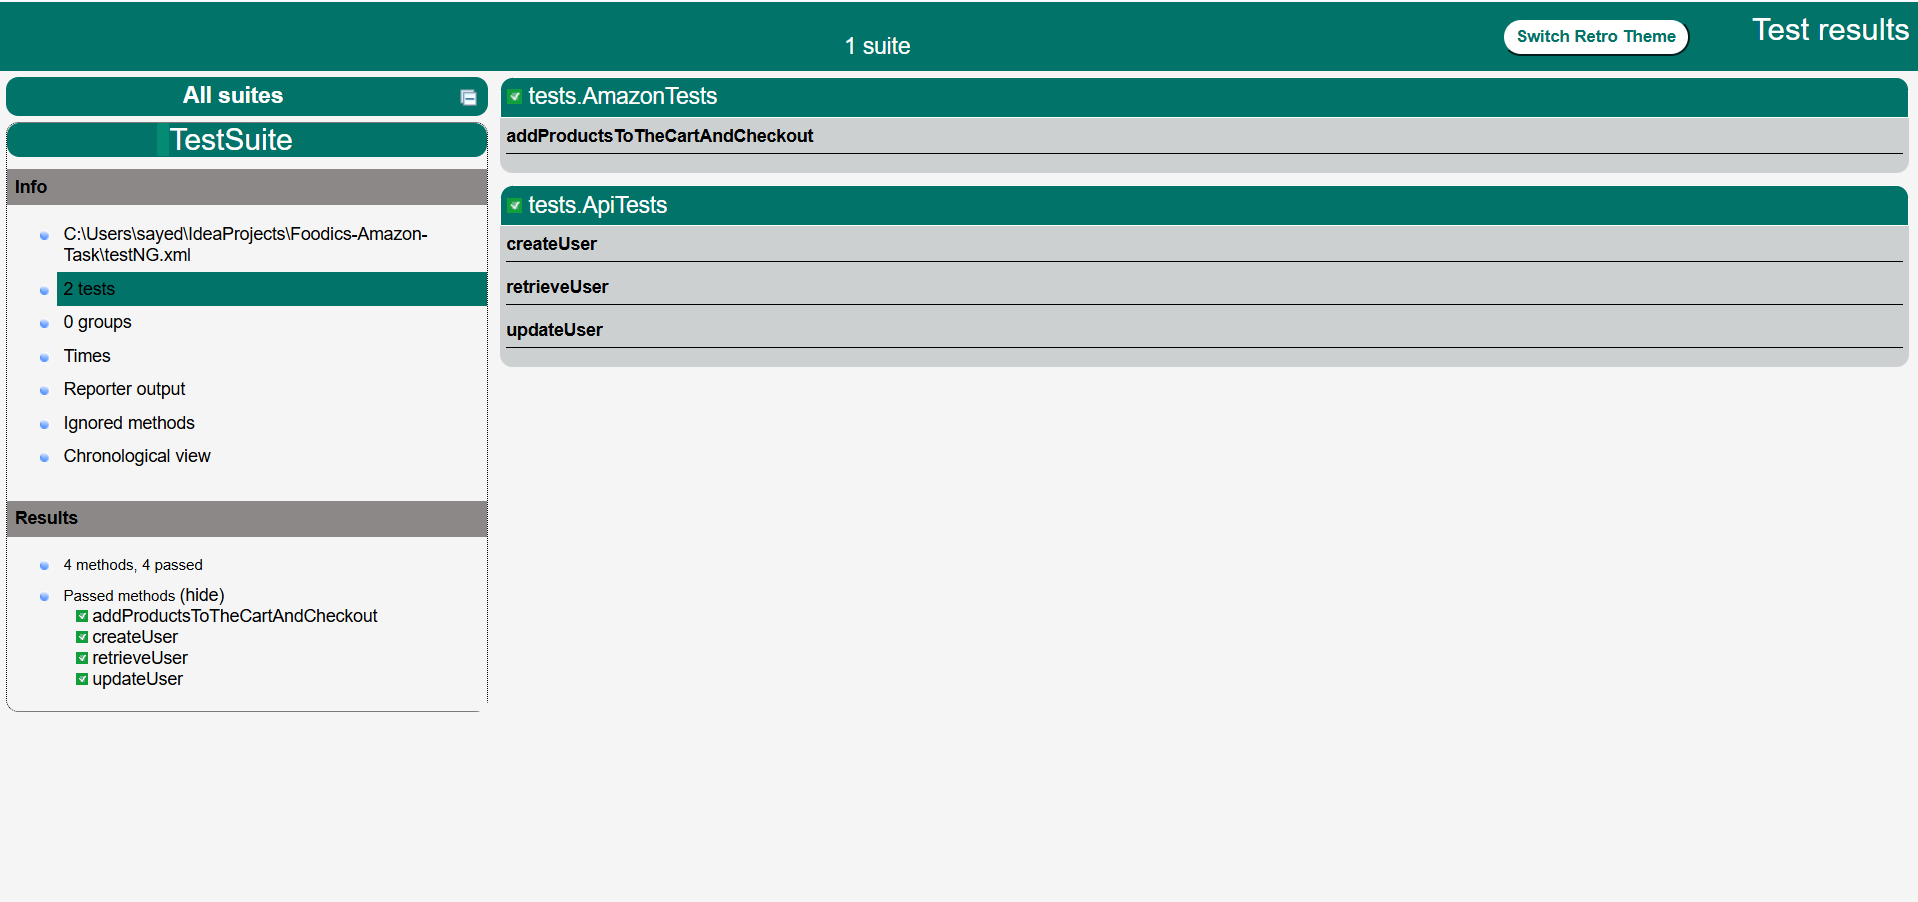 1 suite
Switch Retro Theme
Test results
All suites
TestSuite
Info
C:\Users\sayed\IdeaProjects\Foodics-Amazon-
Task\testNG.xml
2 tests
0 groups
Times
Reporter output
Ignored methods
Chronological view
Results
4 methods, 4 passed
Passed methods (hide)
addProductsToTheCartAndCheckout
createUser
retrieveUser
updateUser
tests.AmazonTests
addProductsToTheCartAndCheckout
tests.ApiTests
createUser
retrieveUser
updateUser